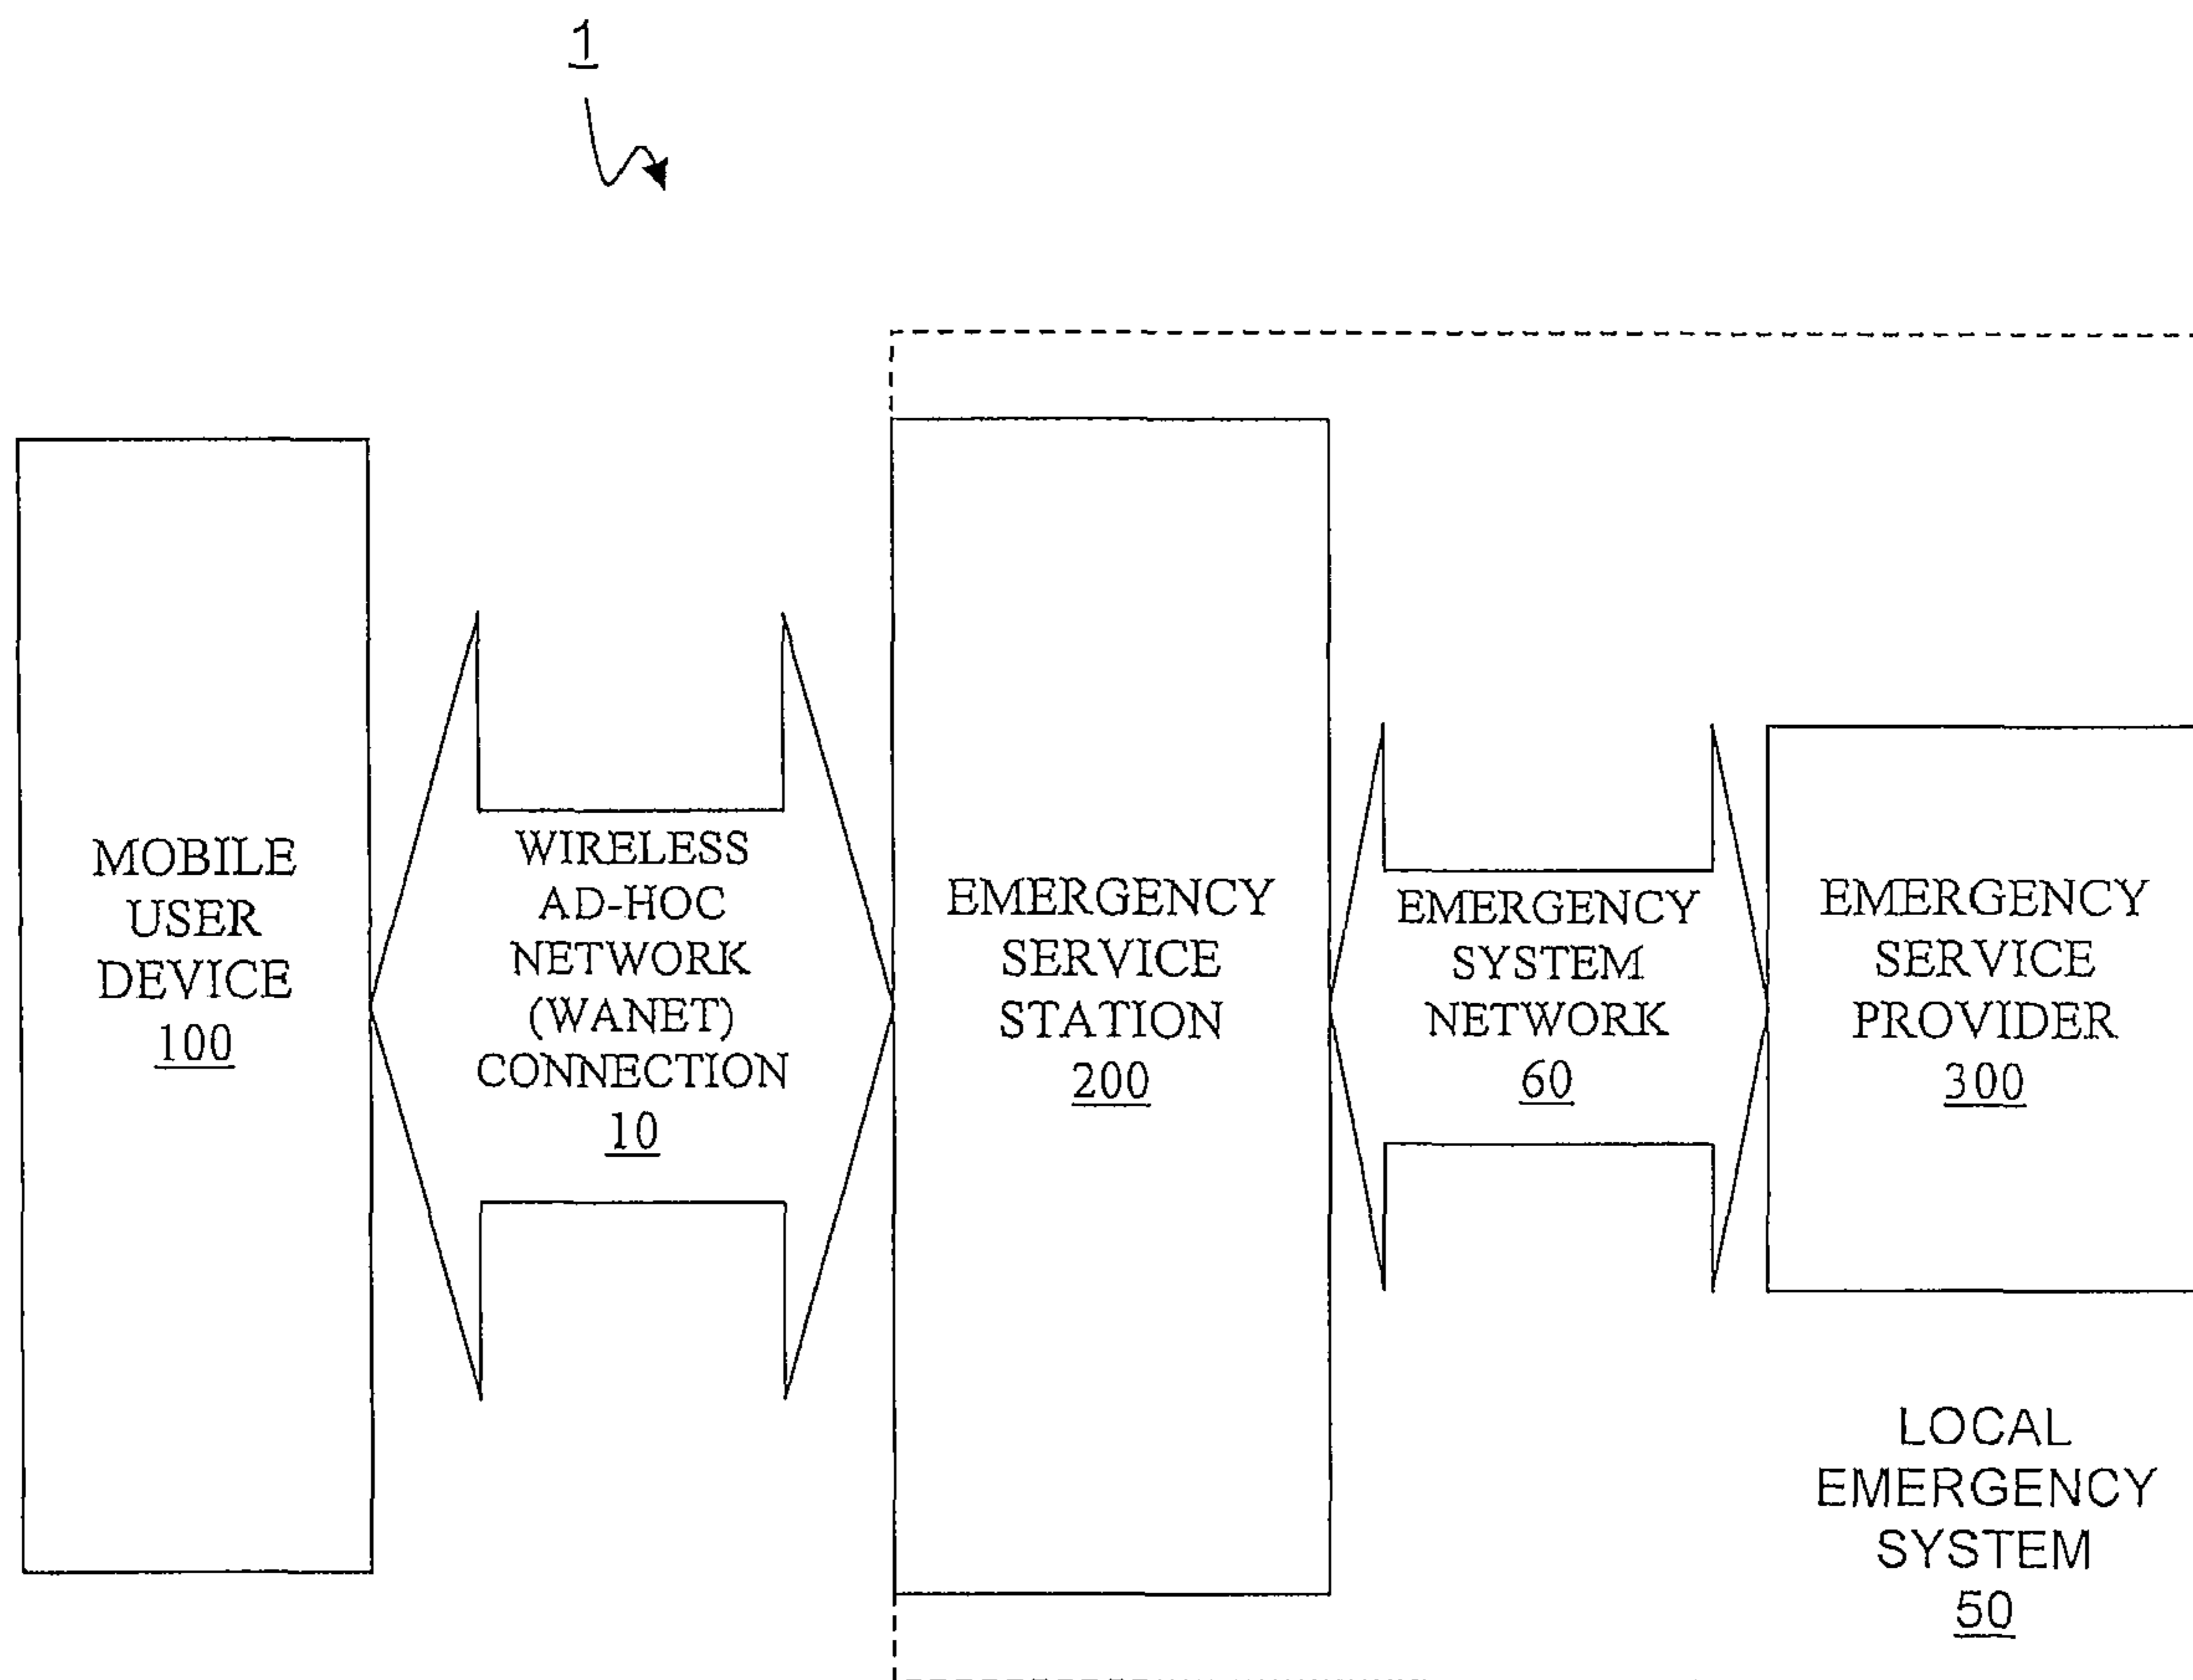 1
MOBILE
USER
DEVICE
100
WIRELESS
AD-HOC
NETWORK
(WANET)
CONNECTION
10
EMERGENCY
SERVICE
STATION
200
EMERGENCY
SYSTEM
NETWORK
60
EMERGENCY
SERVICE
PROVIDER
300
LOCAL
EMERGENCY
SYSTEM
50